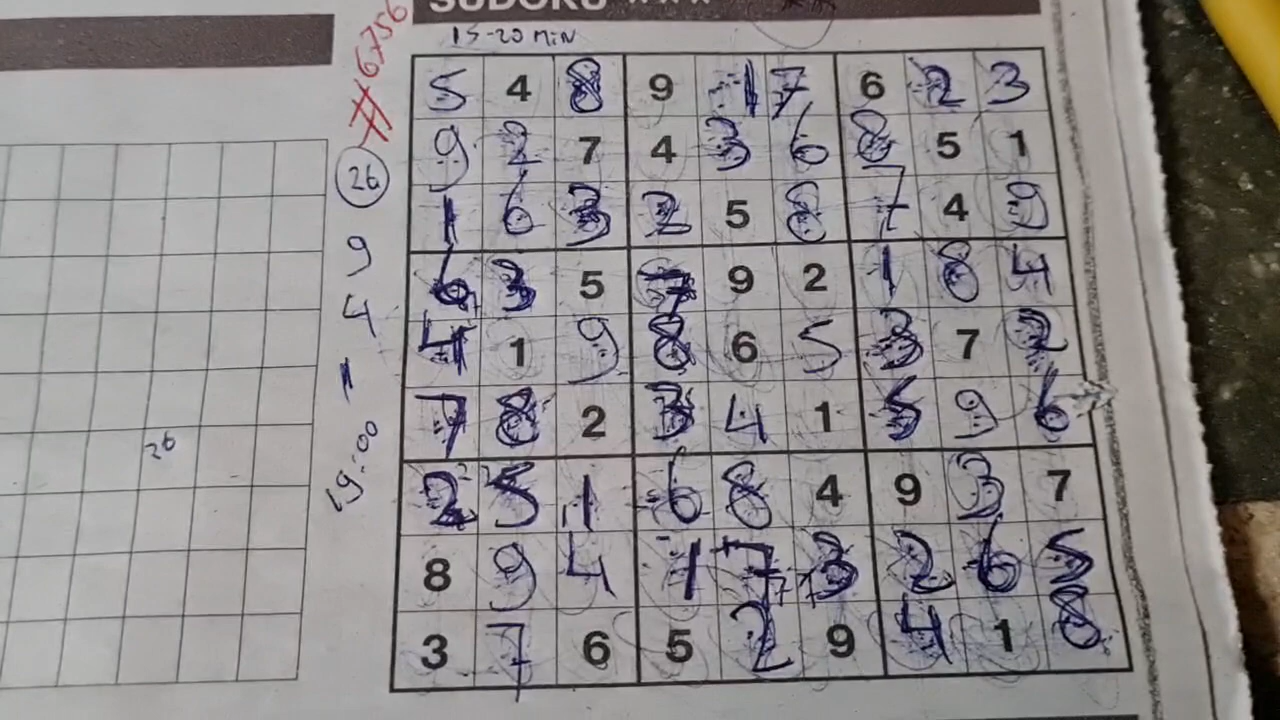 SUDOKU ***
15-20 MIN
#6756
5 4 8 9 1 7 6 2 3
9 2 7 4 3 6 8 5 1
26
1 6 3 2 5 8 7 4 9
9
6 3 5 7 9 2 1 8 4
4
4 1 9 8 6 5 3 7 2
1
7 8 2 3 4 1 5 9 6
26
19:00
2 5 1 6 8 4 9 3 7
8 9 4 1 7 3 2 6 5
3 7 6 5 2 9 4 1 8